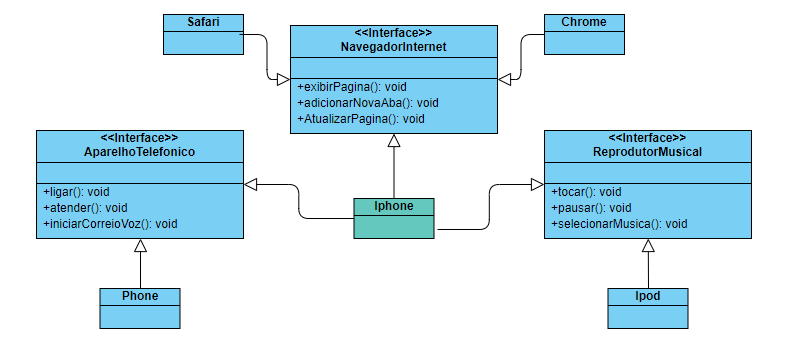 Safari
<<Interface>>
NavegadorInternet
+exibirPagina(): void
+adicionarNovaAba(): void
+AtualizarPagina(): void
Chrome
<<Interface>>
AparelhoTelefonico
+ligar(): void
+atender(): void
+iniciarCorreioVoz(): void
Iphone
<<Interface>>
ReprodutorMusical
+tocar(): void
+pausar(): void
+selecionarMusica(): void
Phone
Ipod